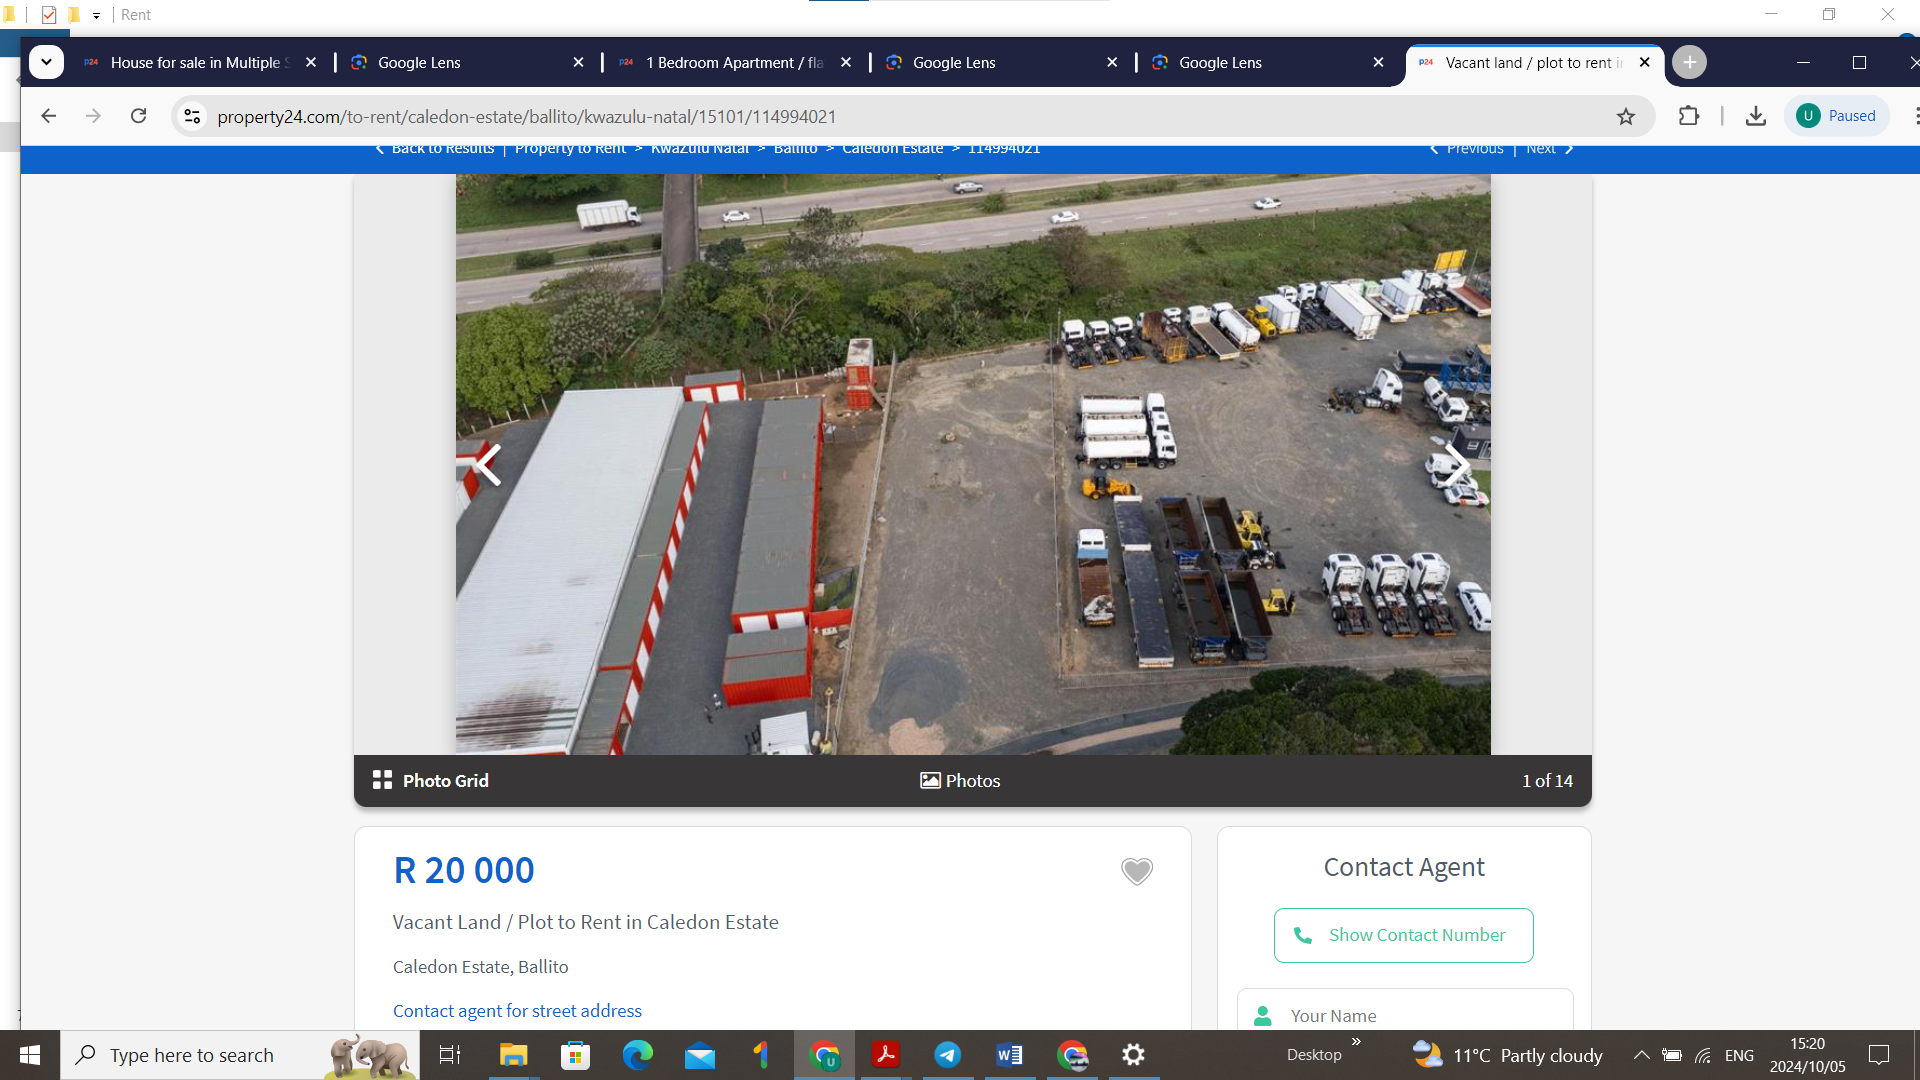 Rent
p24 House for sale in Multiple S
Google Lens
p24 1 Bedroom Apartment / fla
Google Lens
Google Lens
p24 Vacant land / plot to rent i
property24.com/to-rent/caledon-estate/ballito/kwazulu-natal/15101/114994021
U Paused
Back to Results | Property to Rent > KwaZulu Natal > Ballito > Caledon Estate > 114994021
Previous | Next
Photo Grid
Photos
1 of 14
R 20 000
Vacant Land / Plot to Rent in Caledon Estate
Caledon Estate, Ballito
Contact agent for street address
Contact Agent
Show Contact Number
Your Name
Type here to search
Desktop
11°C Partly cloudy
ENG
15:20
2024/10/05